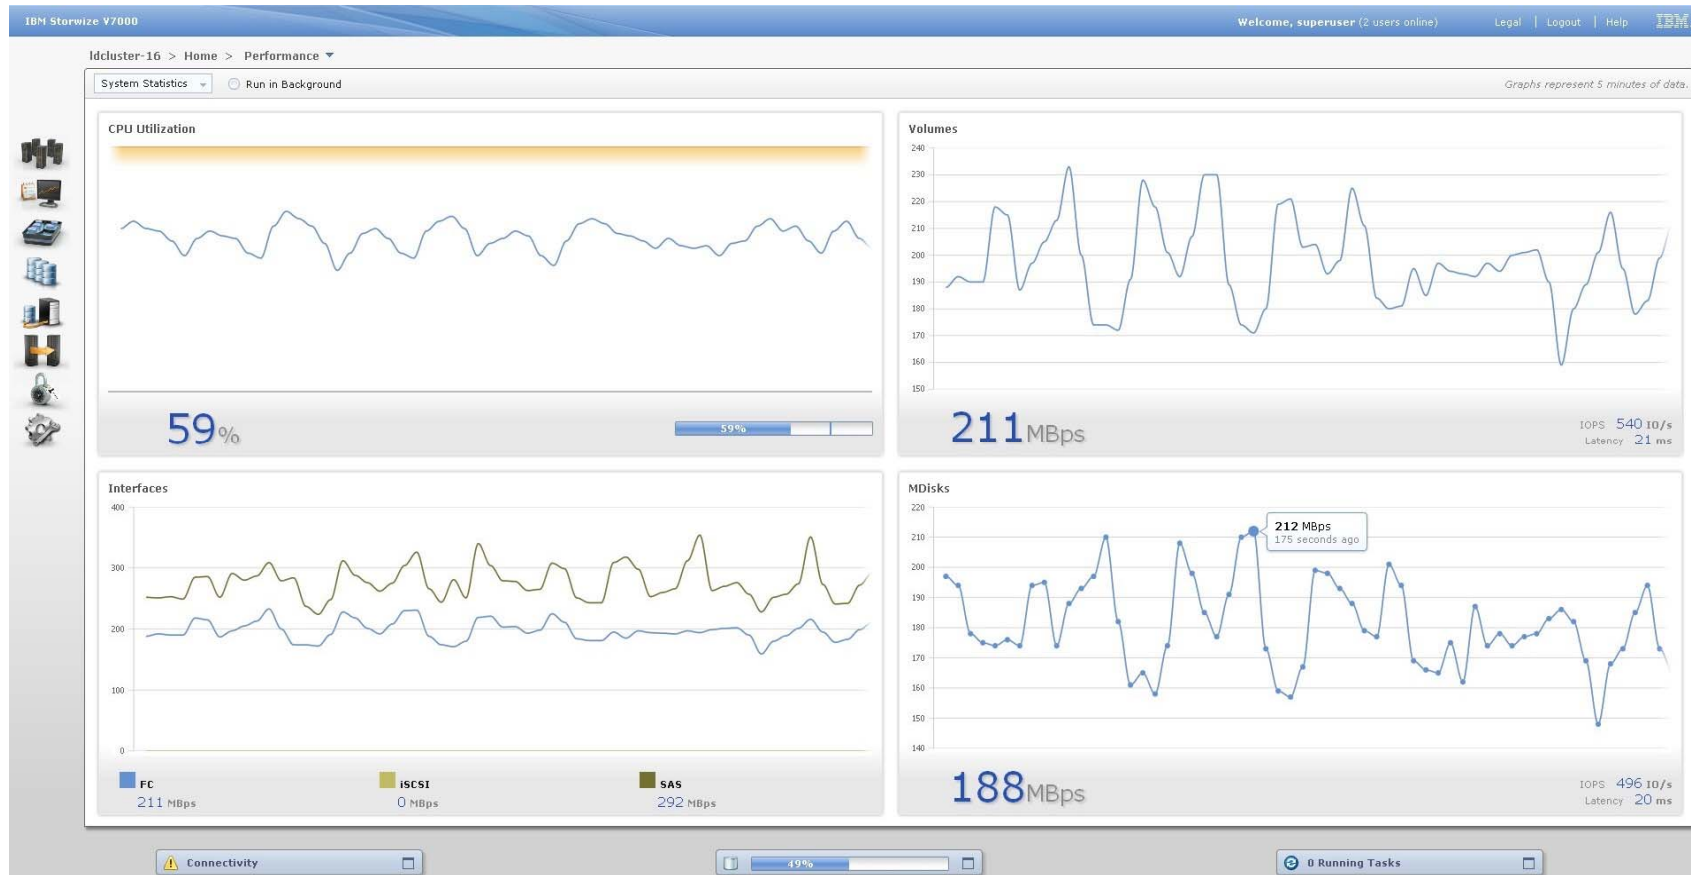 IBM Storwize V7000
Welcome, superuser (2 users online) Legal | Logout | Help IBM
ldcluster-16 > Home > Performance
System Statistics Run in Background Graphs represent 5 minutes of data.
CPU Utilization
59%
59%
Volumes
240
230
220
210
200
190
180
170
160
150
211 MBps
IOPS 540 IO/s
Latency 21 ms
Interfaces
400
300
200
100
0
FC
211 MBps
iSCSI
0 MBps
SAS
292 MBps
MDisks
220
210
200
190
180
170
160
150
140
212 MBps
175 seconds ago
188 MBps
IOPS 496 IO/s
Latency 20 ms
Connectivity
49%
0 Running Tasks